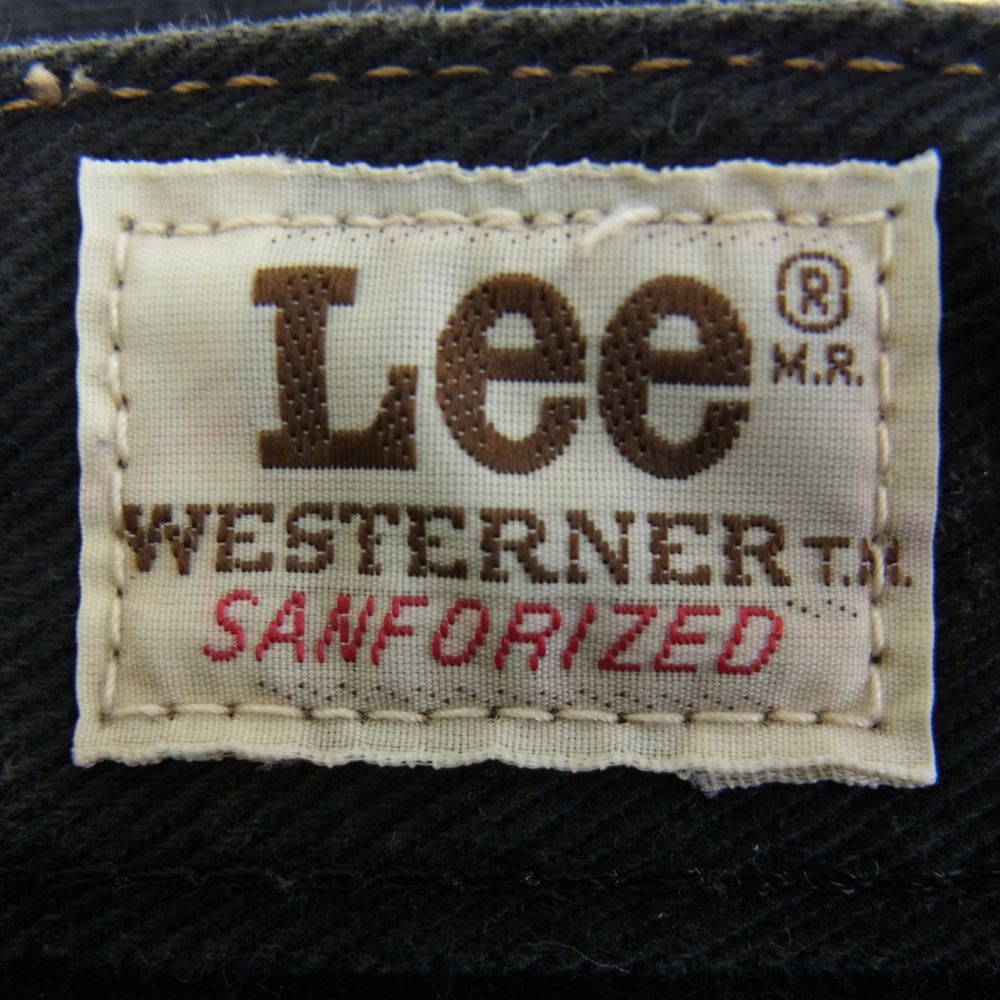 Lee ®
M.R.
WESTERNER T.M.
SANFORIZED